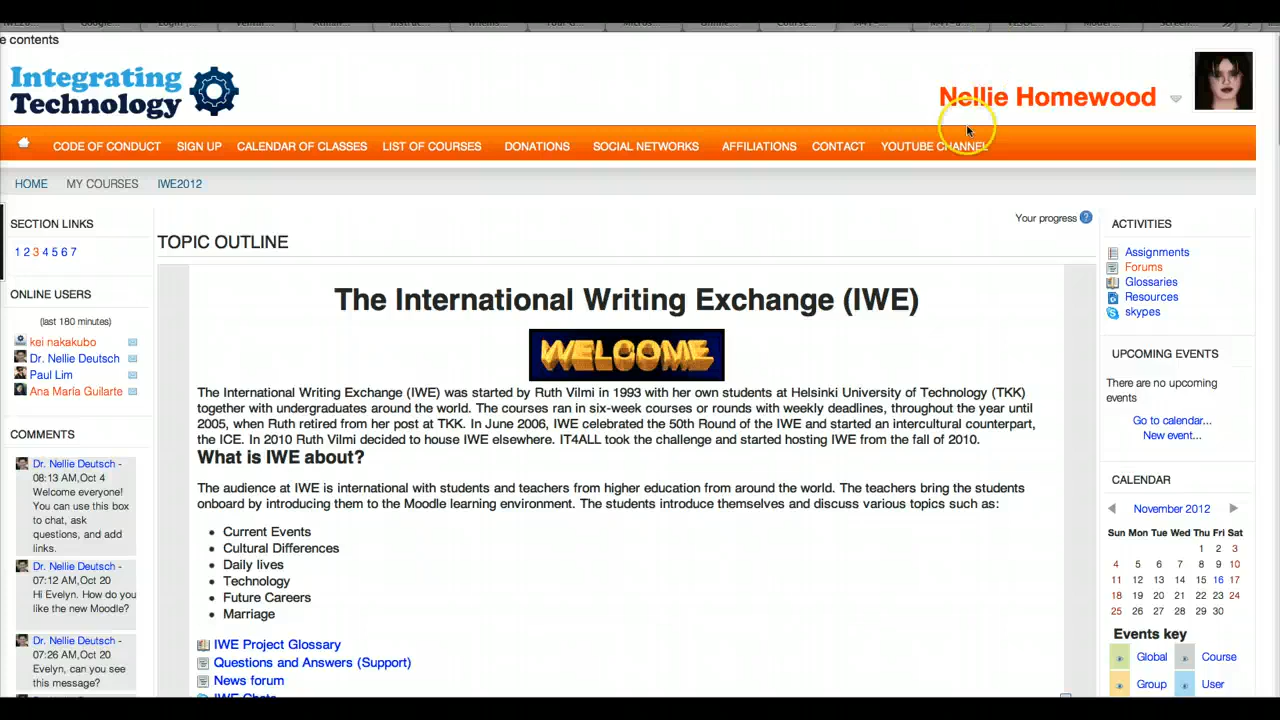 e contents
Integrating
Technology
Nellie Homewood
CODE OF CONDUCT SIGN UP CALENDAR OF CLASSES LIST OF COURSES DONATIONS SOCIAL NETWORKS AFFILIATIONS CONTACT YOUTUBE CHANNEL
HOME MY COURSES IWE2012
SECTION LINKS
1 2 3 4 5 6 7
ONLINE USERS
(last 180 minutes)
kei nakakubo
Dr. Nellie Deutsch
Paul Lim
Ana María Guilarte
COMMENTS
Dr. Nellie Deutsch -
08:13 AM,Oct 4
Welcome everyone!
You can use this box
to chat, ask
questions, and add
links.
Dr. Nellie Deutsch -
07:12 AM,Oct 20
Hi Evelyn. How do you
like the new Moodle?
Dr. Nellie Deutsch -
07:26 AM,Oct 20
Evelyn, can you see
this message?
Your progress
TOPIC OUTLINE
The International Writing Exchange (IWE)
WELCOME
The International Writing Exchange (IWE) was started by Ruth Vilmi in 1993 with her own students at Helsinki University of Technology (TKK)
together with undergraduates around the world. The courses ran in six-week courses or rounds with weekly deadlines, throughout the year until
2005, when Ruth retired from her post at TKK. In June 2006, IWE celebrated the 50th Round of the IWE and started an intercultural counterpart,
the ICE. In 2010 Ruth Vilmi decided to house IWE elsewhere. IT4ALL took the challenge and started hosting IWE from the fall of 2010.
What is IWE about?
The audience at IWE is international with students and teachers from higher education from around the world. The teachers bring the students
onboard by introducing them to the Moodle learning environment. The students introduce themselves and discuss various topics such as:
Current Events
Cultural Differences
Daily lives
Technology
Future Careers
Marriage
IWE Project Glossary
Questions and Answers (Support)
News forum
IWE Chats
ACTIVITIES
Assignments
Forums
Glossaries
Resources
skypes
UPCOMING EVENTS
There are no upcoming
events
Go to calendar...
New event...
CALENDAR
November 2012
Sun Mon Tue Wed Thu Fri Sat
1 2 3
4 5 6 7 8 9 10
11 12 13 14 15 16 17
18 19 20 21 22 23 24
25 26 27 28 29 30
Events key
Global Course
Group User